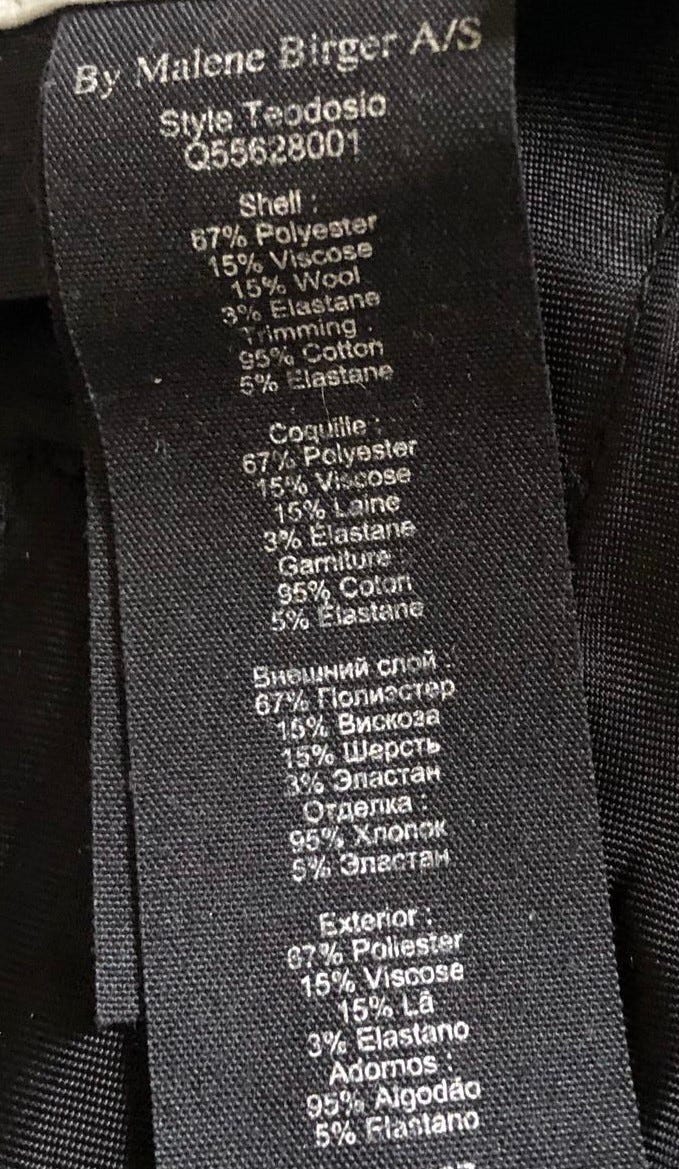 By Malene Birger A/S
Style Teodosio
Q55628001
Shell :
67% Polyester
15% Viscose
15% Wool
3% Elastane
Trimming :
95% Cotton
5% Elastane
Coquille :
67% Polyester
15% Viscose
15% Laine
3% Élastane
Garniture :
95% Coton
5% Élastane
Внешний слой :
67% Полиэстер
15% Вискоза
15% Шерсть
3% Эластан
Отделка :
95% Хлопок
5% Эластан
Exterior :
67% Poliester
15% Viscose
15% Lã
3% Elastano
Adornos :
95% Algodão
5% Elastano